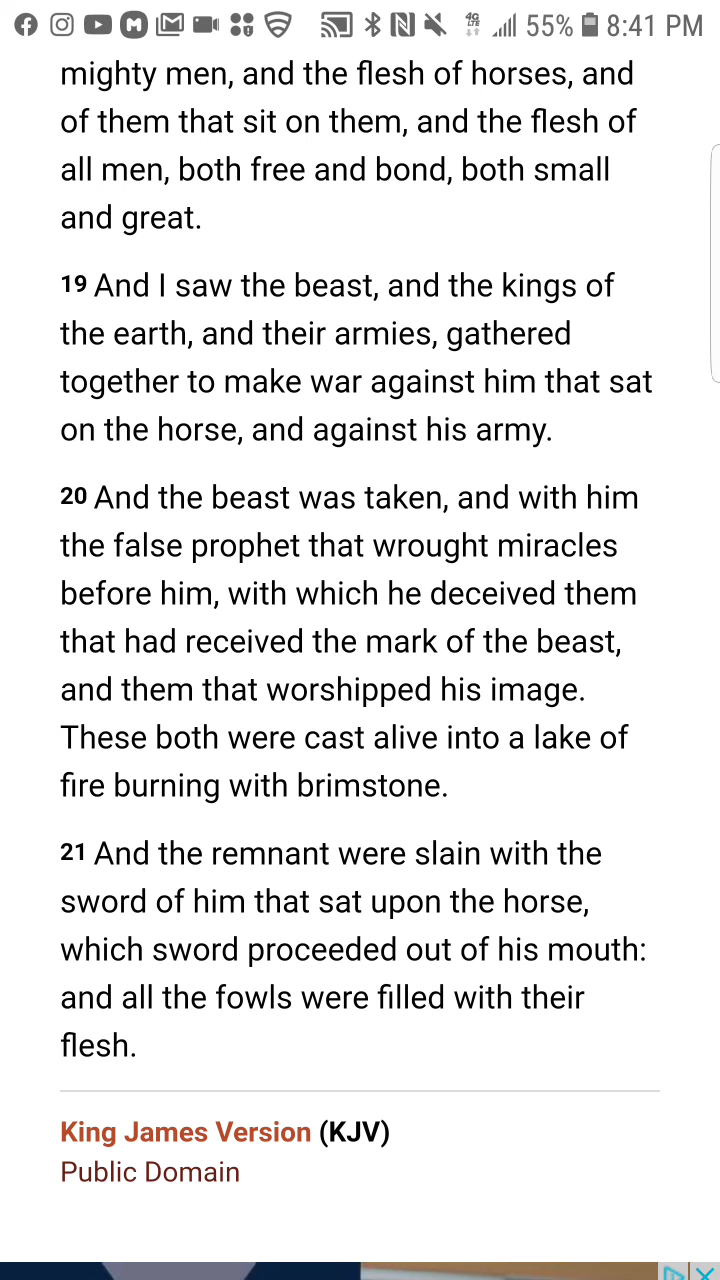 4G LTE 55% 8:41 PM
mighty men, and the flesh of horses, and
of them that sit on them, and the flesh of
all men, both free and bond, both small
and great.
19 And I saw the beast, and the kings of
the earth, and their armies, gathered
together to make war against him that sat
on the horse, and against his army.
20 And the beast was taken, and with him
the false prophet that wrought miracles
before him, with which he deceived them
that had received the mark of the beast,
and them that worshipped his image.
These both were cast alive into a lake of
fire burning with brimstone.
21 And the remnant were slain with the
sword of him that sat upon the horse,
which sword proceeded out of his mouth:
and all the fowls were filled with their
flesh.
King James Version (KJV)
Public Domain